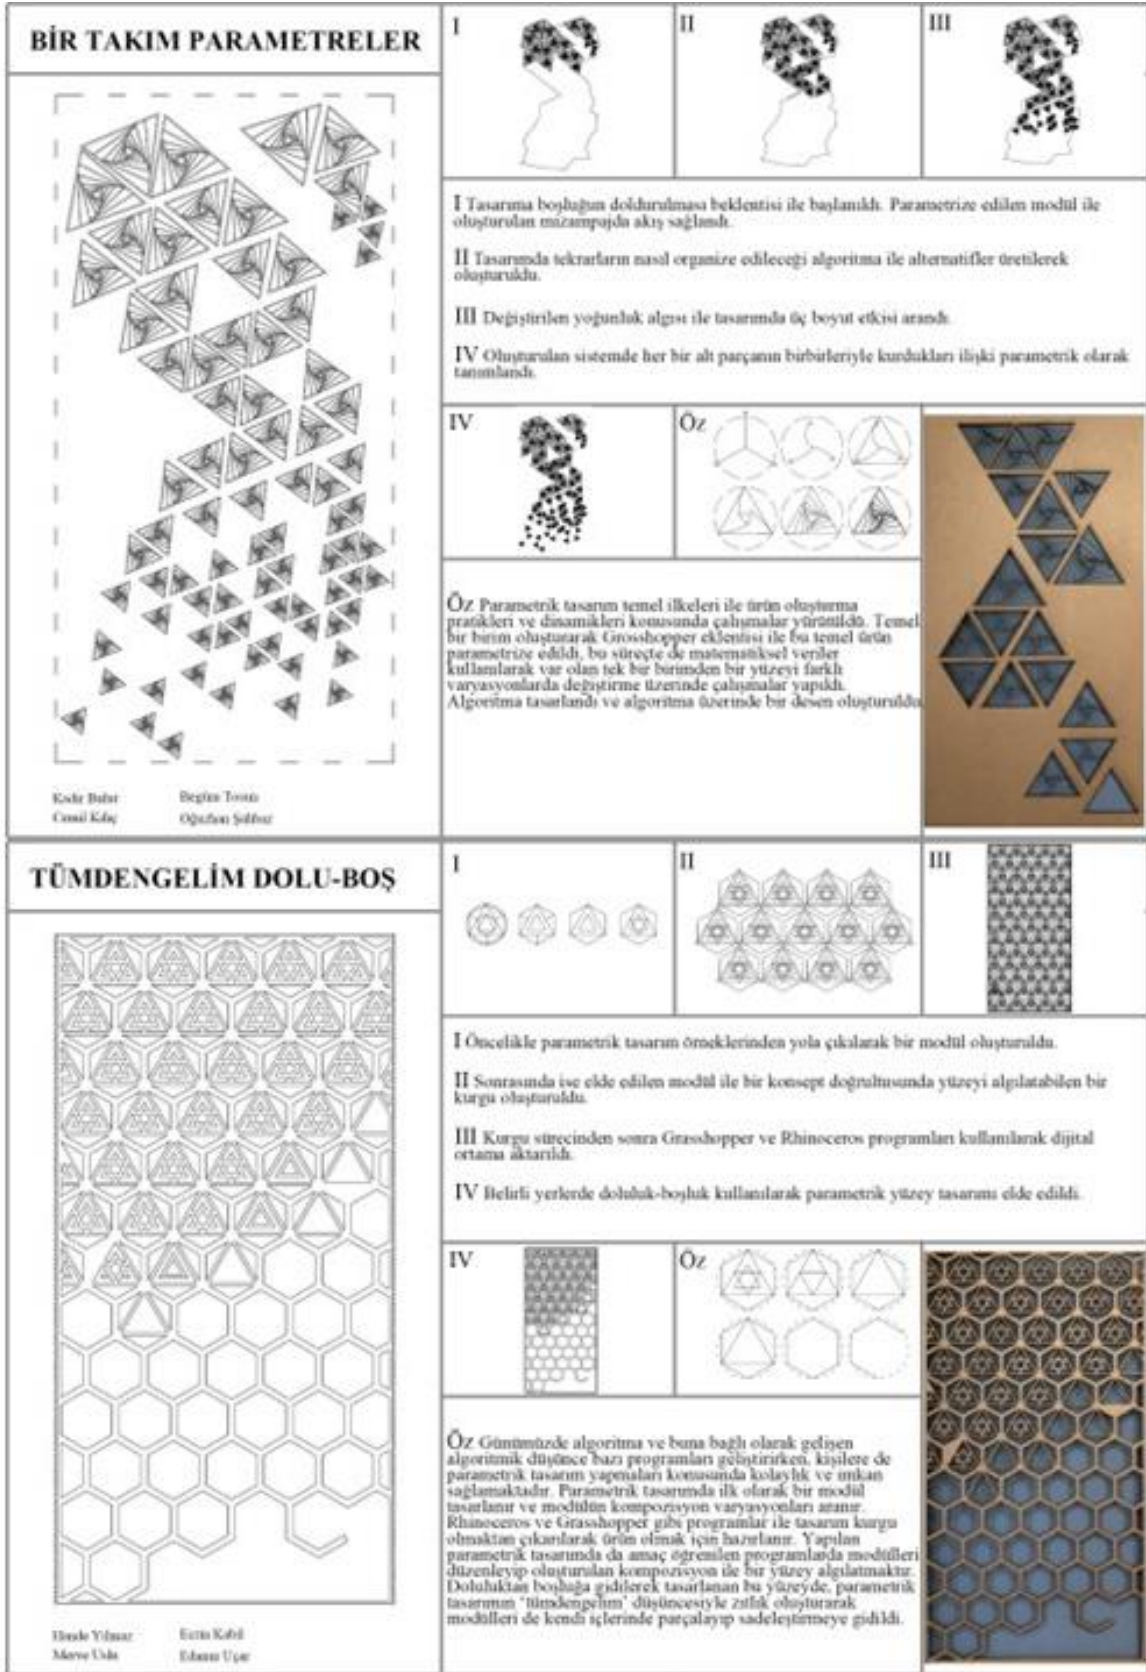 BİR TAKIM PARAMETRELER
I
II
III
I Tasarıma boşluğun doldurulması beklentisi ile başlanıldı. Parametrize edilen modül ile
oluşturulan mizampajda akış sağlandı.
II Tasarımda tekrarların nasıl organize edileceği algoritma ile alternatifler üretilerek
oluşturuldu.
III Değiştirilen yoğunluk algısı ile tasarımda üç boyut etkisi arandı.
IV Oluşturulan sistemde her bir alt parçanın birbirleriyle kurdukları ilişki parametrik olarak
tanımlandı.
IV
Öz
Öz Parametrik tasarım temel ilkeleri ile ürün oluşturma
pratikleri ve dinamikleri konusunda çalışmalar yürütüldü. Temel
bir birim oluşturarak Grosshopper eklentisi ile bu temel ürün
parametrize edildi, bu süreçte de matematiksel veriler
kullanılarak var olan tek bir birimden bir yüzeyi farklı
varyasyonlarda değiştirme üzerinde çalışmalar yapıldı.
Algoritma tasarlandı ve algoritma üzerinde bir desen oluşturuldu
Kadir Begüm Tosun
Cemil Kılıç Oğuzhan
TÜMDENGELİM DOLU-BOŞ
I
II
III
I Öncelikle parametrik tasarım örneklerinden yola çıkılarak bir modül oluşturuldu.
II Sonrasında ise elde edilen modül ile bir konsept doğrultusunda yüzeyi algılatabilen bir
kurgu oluşturuldu.
III Kurgu sürecinden sonra Grasshopper ve Rhinoceros programları kullanılarak dijital
ortama aktarıldı.
IV Belirli yerlerde doluluk-boşluk kullanılarak parametrik yüzey tasarımı elde edildi.
IV
Öz
Öz Günümüzde algoritma ve buna bağlı olarak gelişen
algoritmik düşünce bazı programları geliştirirken, kişilere de
parametrik tasarım yapmaları konusunda kolaylık ve imkan
sağlamaktadır. Parametrik tasarımda ilk olarak bir modül
tasarlanır ve modülün kompozisyon varyasyonları aranır.
Rhinoceros ve Grasshopper gibi programlar ile tasarım kurgu
olmaktan çıkarılarak ürün olmak için hazırlanır. Yapılan
parametrik tasarımda da amaç öğrenilen programlarda modülleri
düzenleyip oluşturulan kompozisyon ile bir yüzey algılatmaktır.
Doluluktan boşluğa gidilerek tasarlanan bu yüzeyde, parametrik
tasarımın 'tümdengelim' düşüncesiyle zıtlık oluşturarak
modülleri de kendi içlerinde parçalayıp sadeleştirmeye gidildi.
Hande Yılmaz Kabil
Merve Uçar